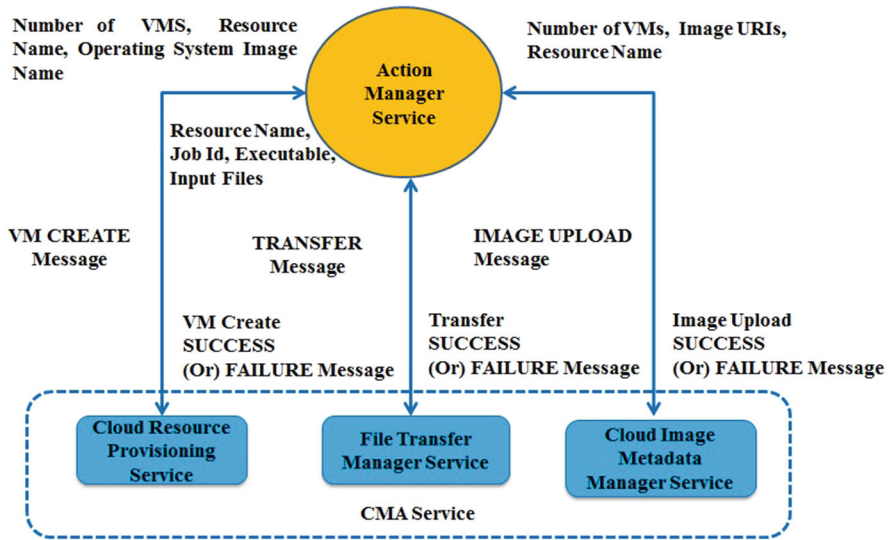 Number of VMS, Resource
Name, Operating System Image
Name
Number of VMs, Image URIs,
Resource Name
Action
Manager
Service
Resource Name,
Job Id, Executable,
Input Files
VM CREATE
Message
TRANSFER
Message
IMAGE UPLOAD
Message
VM Create
SUCCESS
(Or) FAILURE Message
Transfer
SUCCESS
(Or) FAILURE Message
Image Upload
SUCCESS
(Or) FAILURE Message
Cloud Resource
Provisioning
Service
File Transfer
Manager Service
Cloud Image
Metadata
Manager Service
CMA Service